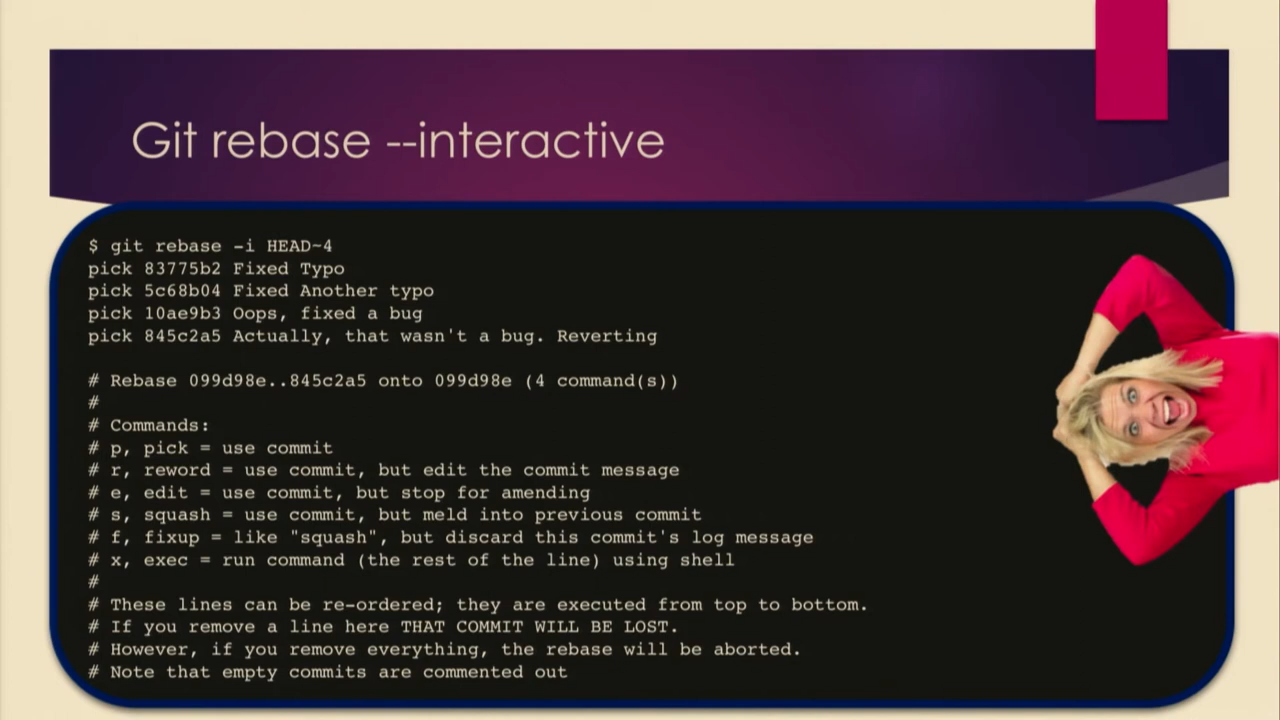 Git rebase --interactive
$ git rebase -i HEAD~4
pick 83775b2 Fixed Typo
pick 5c68b04 Fixed Another typo
pick 10ae9b3 Oops, fixed a bug
pick 845c2a5 Actually, that wasn't a bug. Reverting
# Rebase 099d98e..845c2a5 onto 099d98e (4 command(s))
#
# Commands:
# p, pick = use commit
# r, reword = use commit, but edit the commit message
# e, edit = use commit, but stop for amending
# s, squash = use commit, but meld into previous commit
# f, fixup = like "squash", but discard this commit's log message
# x, exec = run command (the rest of the line) using shell
#
# These lines can be re-ordered; they are executed from top to bottom.
# If you remove a line here THAT COMMIT WILL BE LOST.
# However, if you remove everything, the rebase will be aborted.
# Note that empty commits are commented out